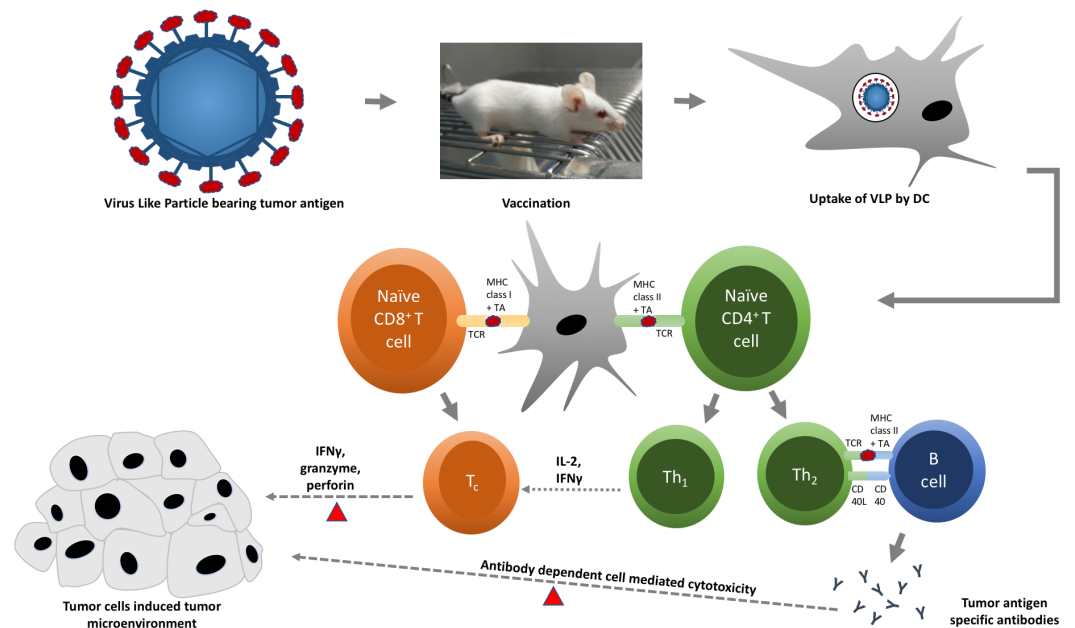 Virus Like Particle bearing tumor antigen
Vaccination
Uptake of VLP by DC
Naïve
CD8⁺ T
cell
MHC
class I
+ TA
TCR
MHC
class II
+ TA
TCR
Naïve
CD4⁺ T
cell
IFNγ,
granzyme,
perforin
Tc
IL-2,
IFNγ
Th₁
Th₂
TCR
MHC
class II
+ TA
CD
40L
CD
40
B
cell
Antibody dependent cell mediated cytotoxicity
Tumor cells induced tumor
microenvironment
Tumor antigen
specific antibodies